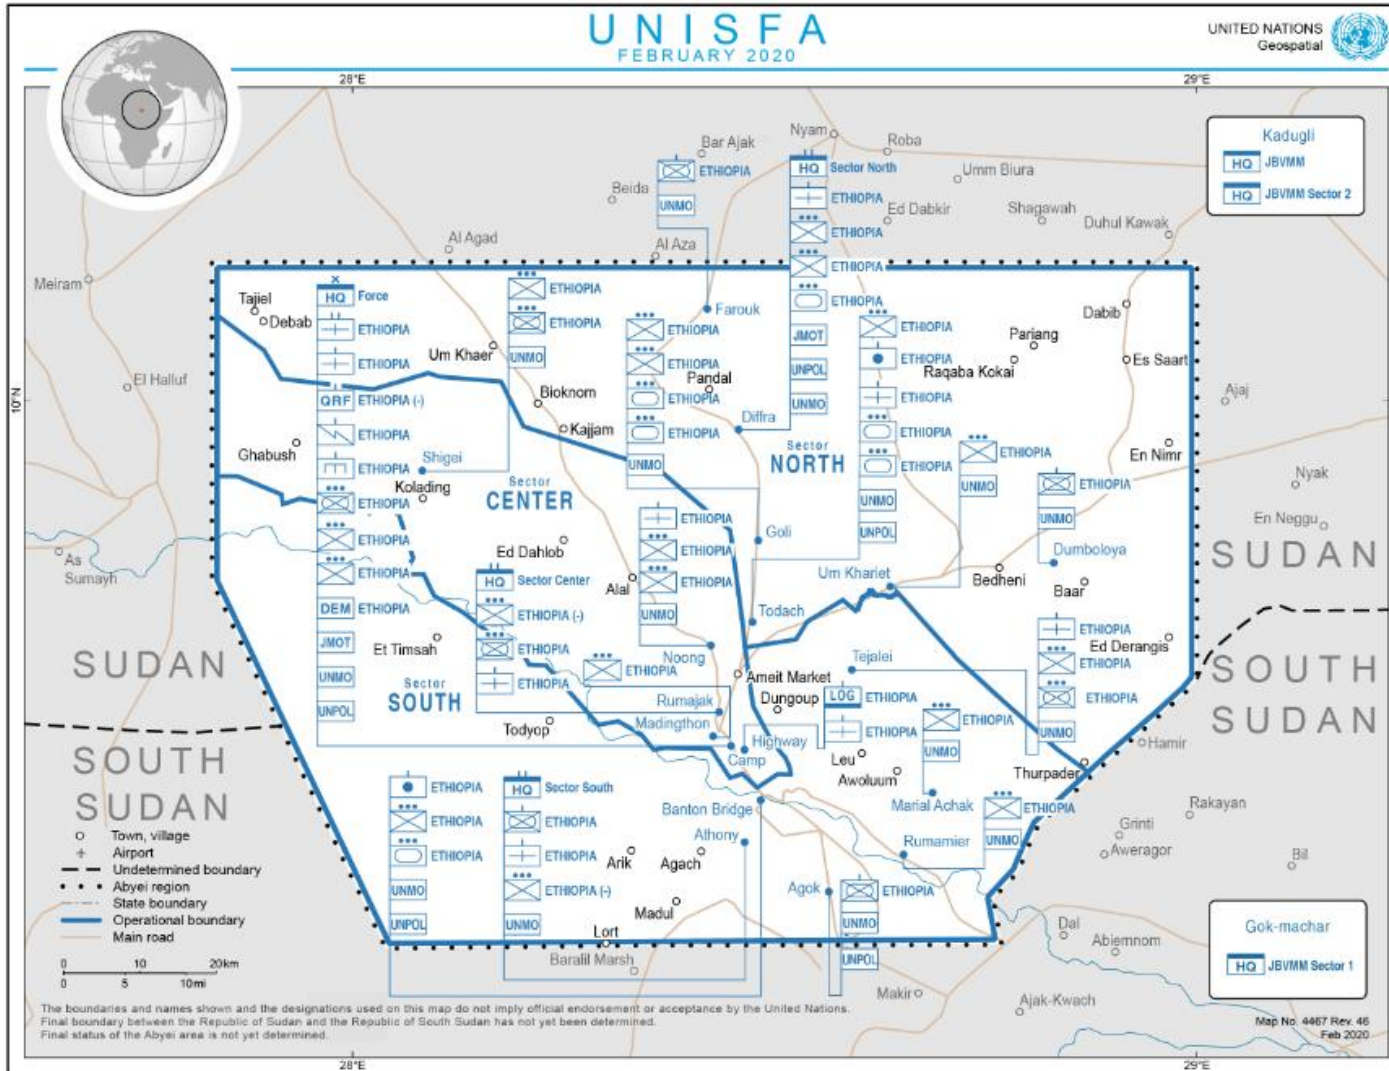 UNISFA
FEBRUARY 2020
UNITED NATIONS
Geospatial
28°E
29°E
10°N
Kadugli
HQ JBVMM
HQ JBVMM Sector 2
Nyam
Roba
Bar Ajak
Umm Biura
Beida
Ed Dabkir
Shagawah
Duhul Kawak
Al Agad
Al Aza
Meiram
ETHIOPIA
UNMO
HQ Sector North
ETHIOPIA
ETHIOPIA
ETHIOPIA
ETHIOPIA
JMOT
UNPOL
UNMO
HQ Force
ETHIOPIA
ETHIOPIA
QRF ETHIOPIA (-)
ETHIOPIA
ETHIOPIA
ETHIOPIA
ETHIOPIA
ETHIOPIA
DEM ETHIOPIA
JMOT
UNMO
UNPOL
ETHIOPIA
ETHIOPIA
UNMO
ETHIOPIA
ETHIOPIA
ETHIOPIA
ETHIOPIA
UNMO
ETHIOPIA
ETHIOPIA
ETHIOPIA
ETHIOPIA
ETHIOPIA
UNMO
UNPOL
ETHIOPIA
UNMO
ETHIOPIA
UNMO
Tajiel
Debab
Um Khaer
Farouk
Pariang
Dabib
Raqaba Kokai
Es Saart
El Halluf
Bioknom
Pandal
Ajaj
Kajjam
Diffra
Ghabush
Shigei
Kolading
Sector
NORTH
En Nimr
Nyak
Sector
CENTER
En Neggu
Ed Dahlob
Goli
As
Sumayh
SUDAN
Um Khariet
Bedheni
Dumboloya
Baar
Alal
ETHIOPIA
ETHIOPIA
ETHIOPIA
UNMO
HQ Sector Center
ETHIOPIA (-)
ETHIOPIA
ETHIOPIA
ETHIOPIA
Todach
Et Timsah
Noong
Tejalei
Ed Derangis
ETHIOPIA
ETHIOPIA
ETHIOPIA
UNMO
SUDAN
SOUTH
SUDAN
Sector
SOUTH
Ameit Market
Rumajak
Dungoup
LOG ETHIOPIA
ETHIOPIA
ETHIOPIA
UNMO
Todyop
Madingthon
Highway
Camp
Leu
Awoluum
Hamir
Thurpader
SOUTH
SUDAN
ETHIOPIA
ETHIOPIA
ETHIOPIA
UNMO
UNPOL
HQ Sector South
ETHIOPIA
ETHIOPIA
ETHIOPIA (-)
UNMO
Banton Bridge
Marial Achak
ETHIOPIA
UNMO
Rakayan
Athony
Rumamier
Grinti
Aweragor
Bil
Arik
Agach
Agok
ETHIOPIA
UNMO
UNPOL
Madul
Lort
Baralil Marsh
Dal
Abiemnom
Makir
Ajak-Kwach
Town, village
Airport
Undetermined boundary
Abyei region
State boundary
Operational boundary
Main road
0 10 20km
0 5 10mi
Gok-machar
HQ JBVMM Sector 1
The boundaries and names shown and the designations used on this map do not imply official endorsement or acceptance by the United Nations.
Final boundary between the Republic of Sudan and the Republic of South Sudan has not yet been determined.
Final status of the Abyei area is not yet determined.
Map No. 4467 Rev. 46
Feb 2020
28°E
29°E